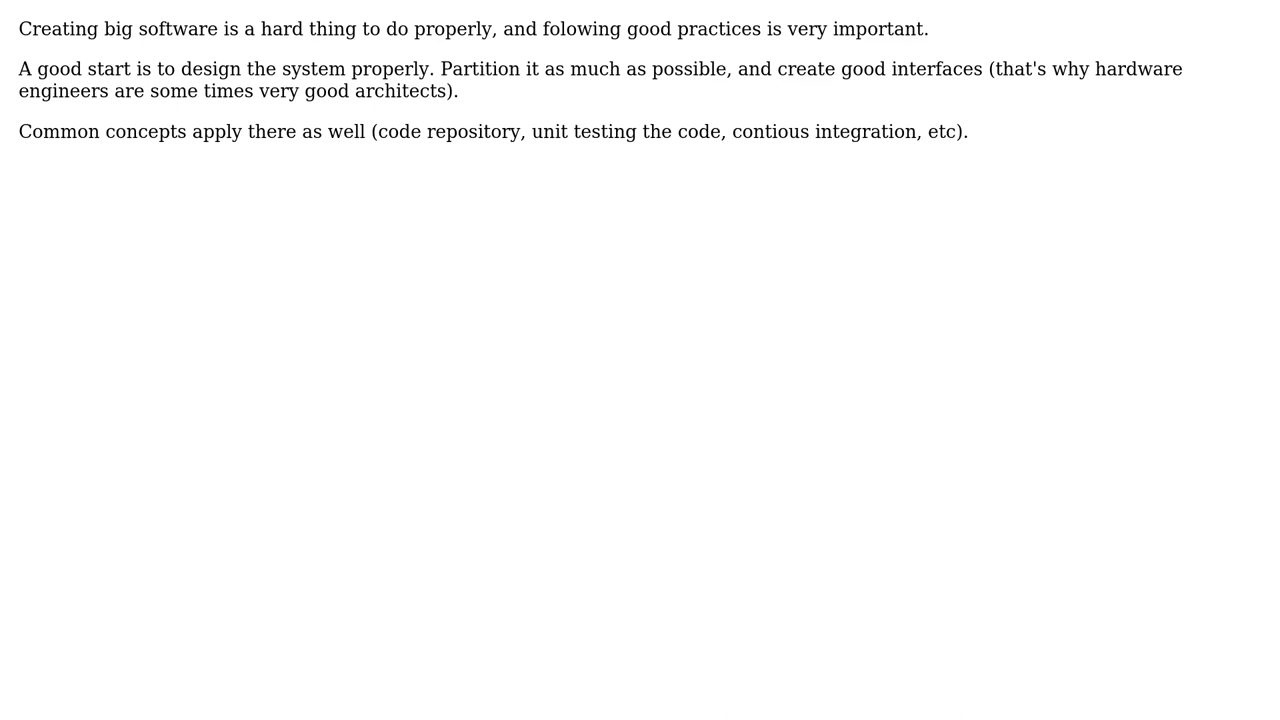 Creating big software is a hard thing to do properly, and folowing good practices is very important.
A good start is to design the system properly. Partition it as much as possible, and create good interfaces (that's why hardware
engineers are some times very good architects).
Common concepts apply there as well (code repository, unit testing the code, contious integration, etc).